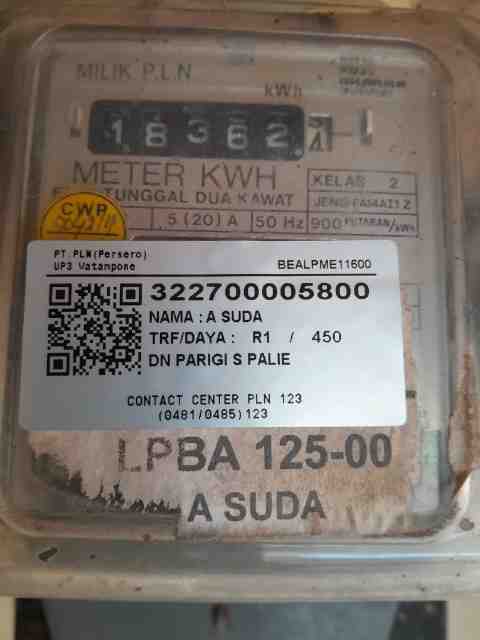 MILIK P.L.N
kWh
18362
METER KWH
TUNGGAL DUA KAWAT
KELAS 2
JENIS FA14AI1Z
CWP
5 (20) A
50 Hz
900 PUTARAN/kWh
PT.PLN(Persero)
UP3 Watampone
BEALPME11600
322700005800
NAMA : A SUDA
TRF/DAYA : R1 / 450
DN PARIGI S PALIE
CONTACT CENTER PLN 123
(0481/0485)123
LPBA 125-00
A SUDA